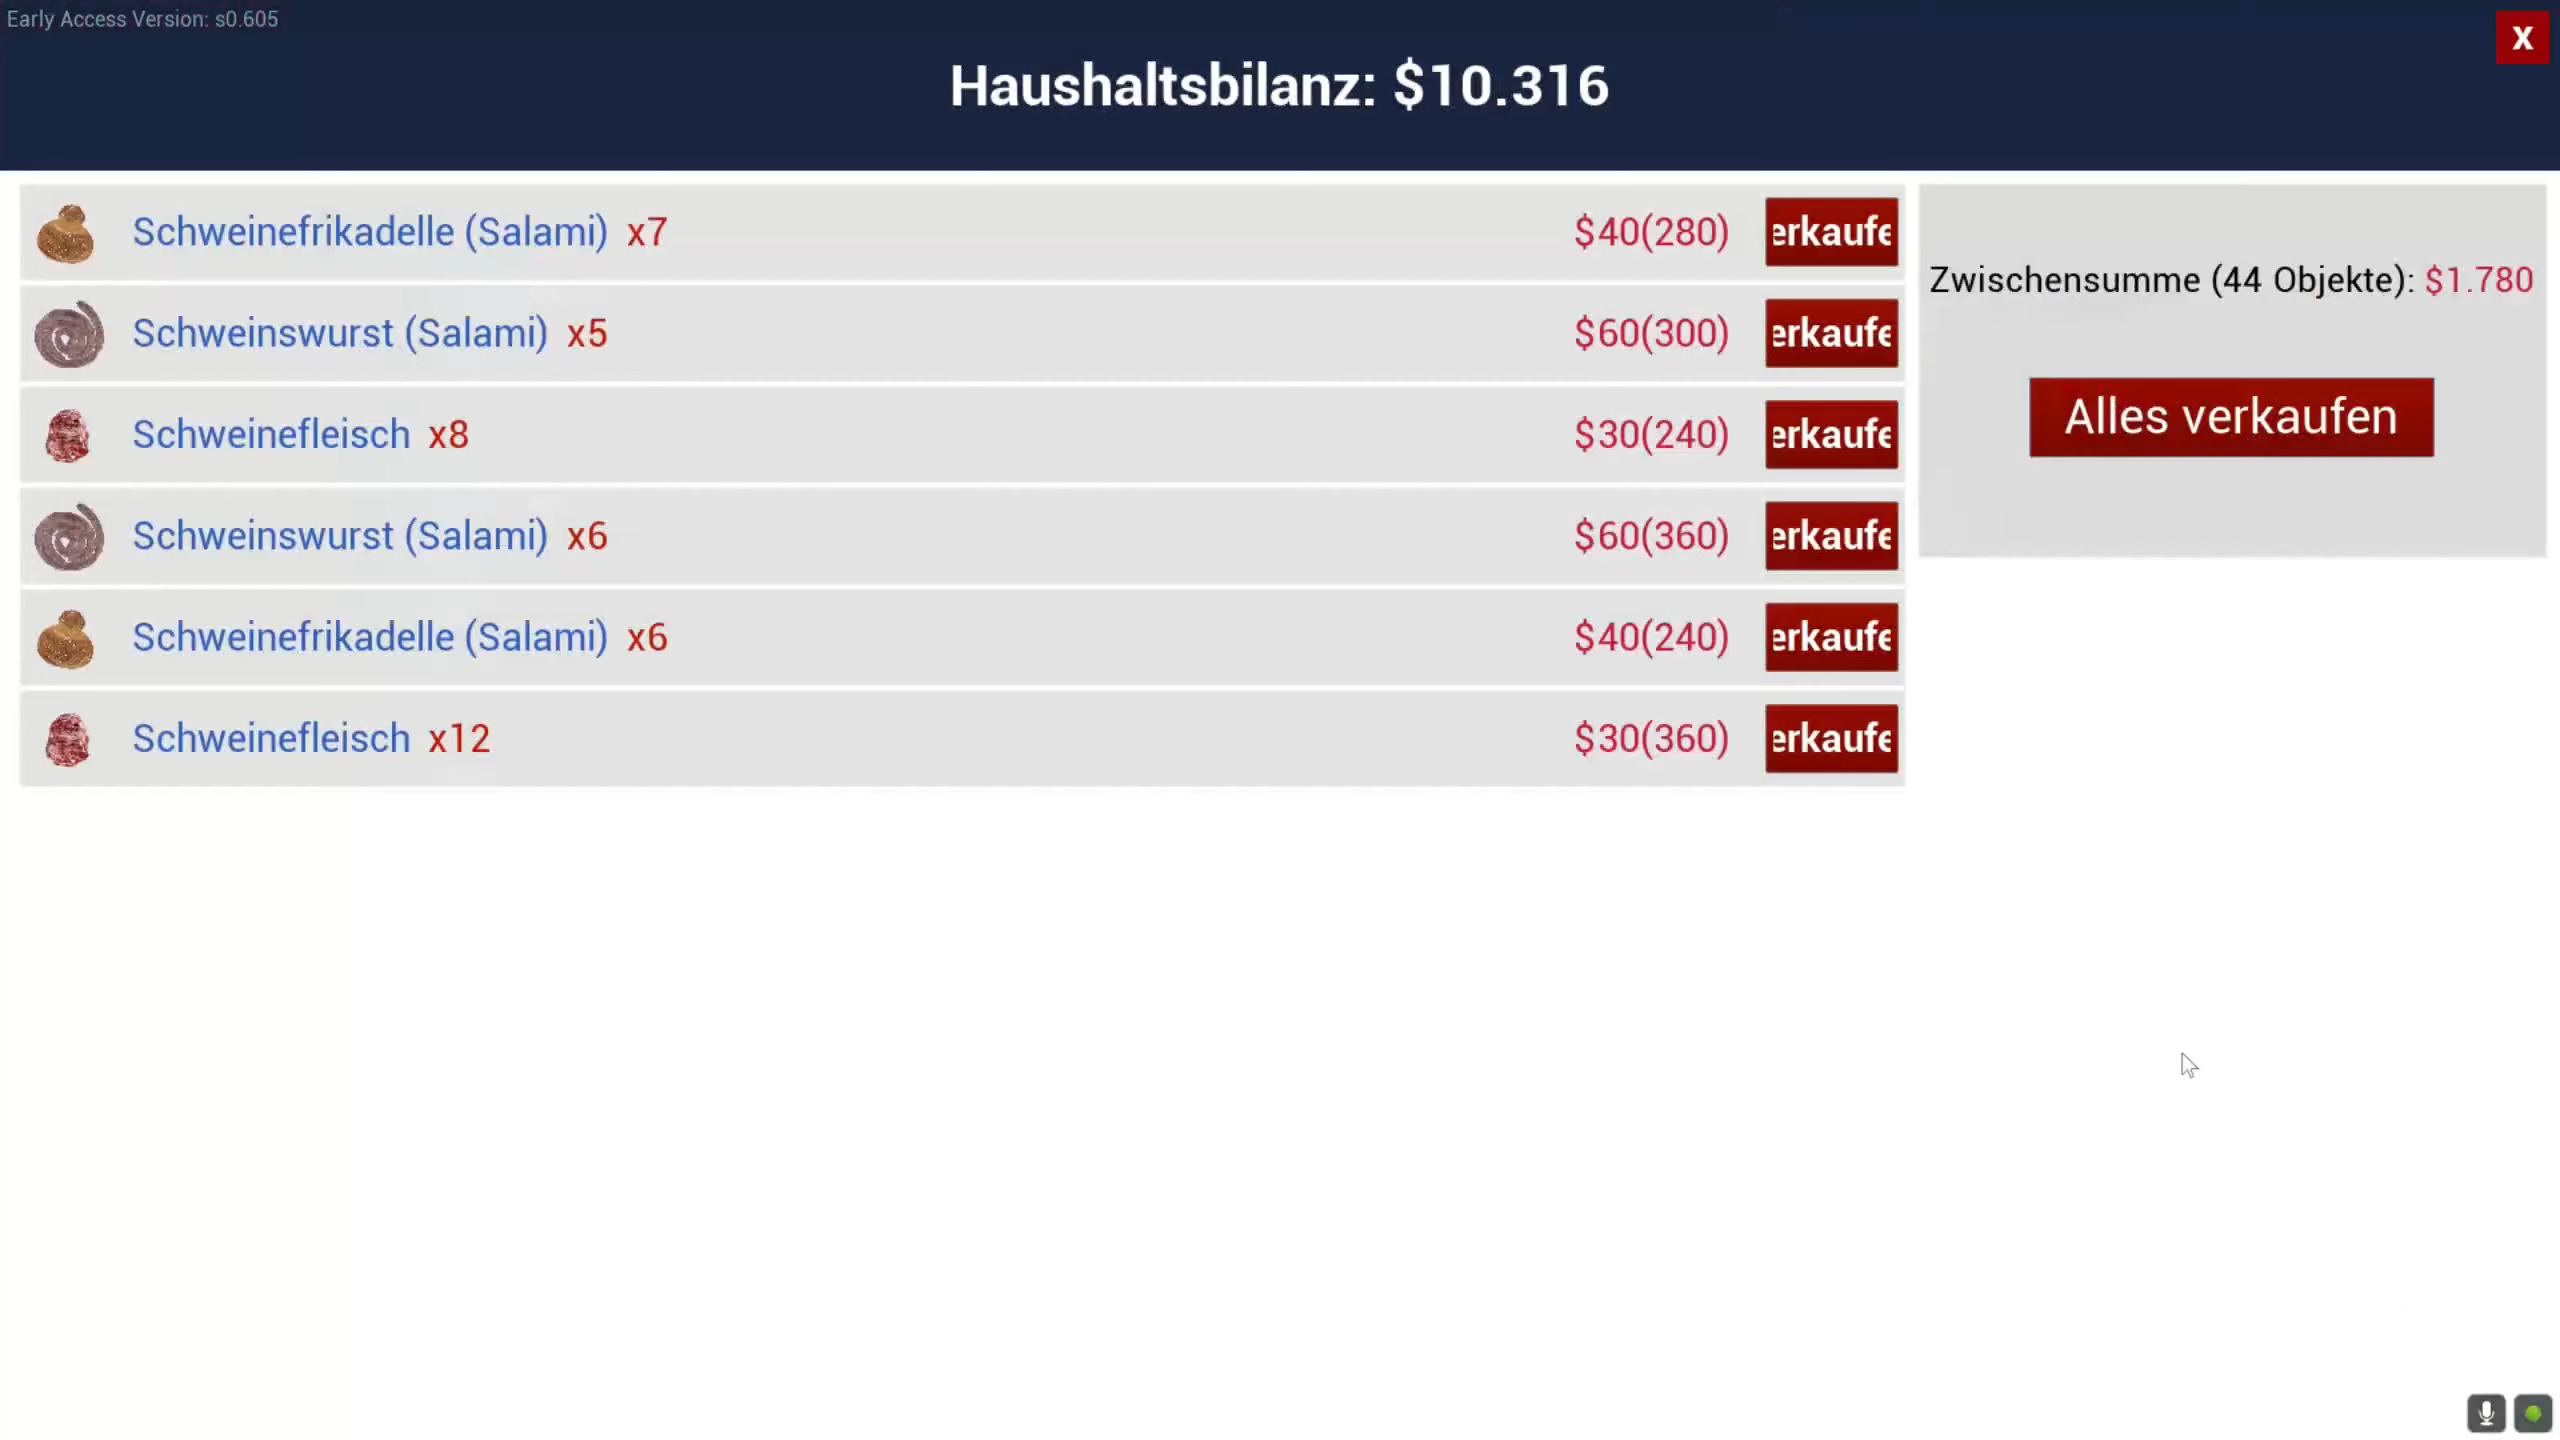 Early Access Version: s0.605
X
Haushaltsbilanz: $10.316
Schweinefrikadelle (Salami) x7 $40(280) erkaufe
Zwischensumme (44 Objekte): $1.780
Schweinswurst (Salami) x5 $60(300) erkaufe
Alles verkaufen
Schweinefleisch x8 $30(240) erkaufe
Schweinswurst (Salami) x6 $60(360) erkaufe
Schweinefrikadelle (Salami) x6 $40(240) erkaufe
Schweinefleisch x12 $30(360) erkaufe